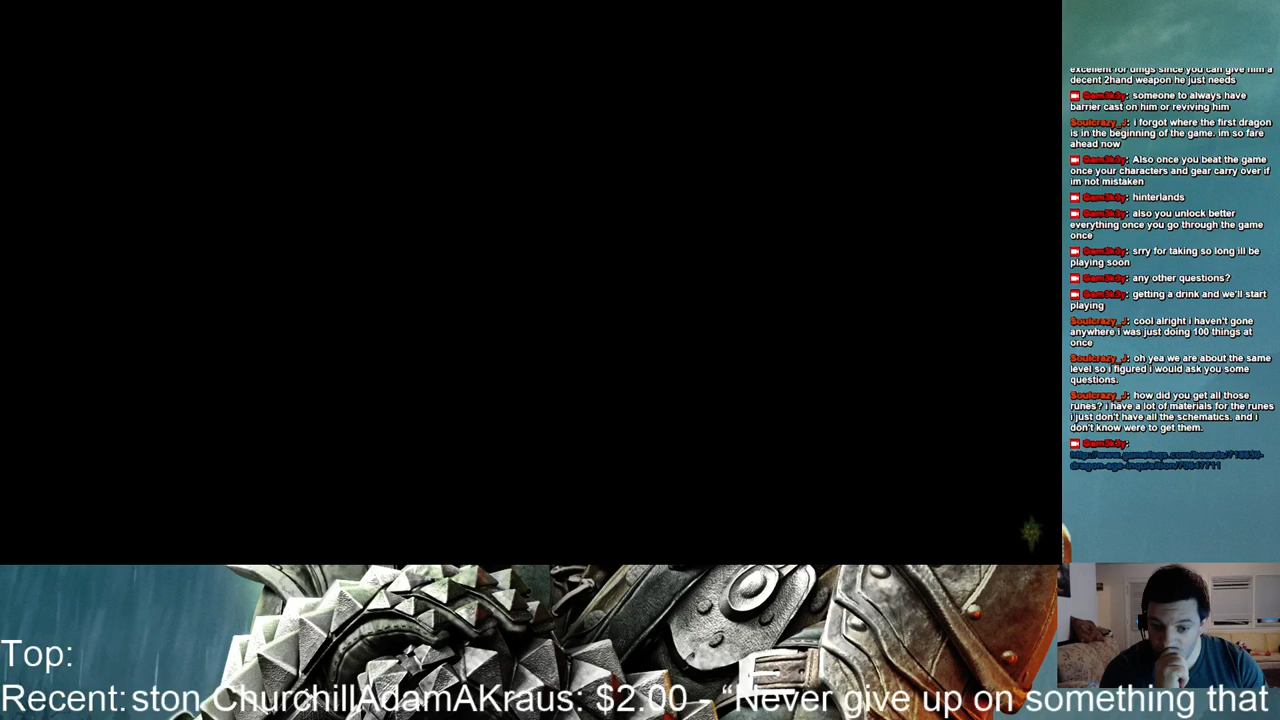 excellent for dmgs since you can give him a
decent 2hand weapon he just needs
someone to always have
barrier cast on him or reviving him
Soulcrazy_J: i forgot where the first dragon
is in the beginning of the game. im so fare
ahead now
Also once you beat the game
once your characters and gear carry over if
im not mistaken
hinterlands
also you unlock better
everything once you go through the game
once
srry for taking so long ill be
playing soon
any other questions?
getting a drink and we'll start
playing
Soulcrazy_J: cool alright i haven't gone
anywhere i was just doing 100 things at
once
Soulcrazy_J: oh yea we are about the same
level so i figured i would ask you some
questions.
Soulcrazy_J: how did you get all those
runes? i have a lot of materials for the runes
i just don't have all the schematics. and i
don't know were to get them.
Top:
Recent: ston ChurchillAdamAKraus: $2.00 - “Never give up on something that